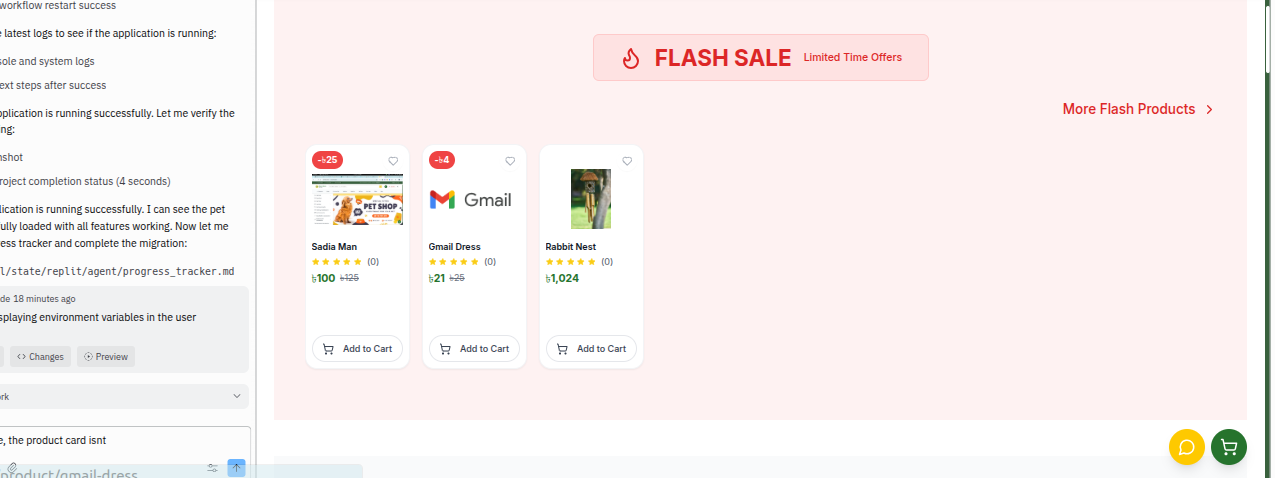 workflow restart success
e latest logs to see if the application is running:
sole and system logs
ext steps after success
pplication is running successfully. Let me verify the
ng:
nshot
roject completion status (4 seconds)
lication is running successfully. I can see the pet
fully loaded with all features working. Now let me
ress tracker and complete the migration:
l/state/replit/agent/progress_tracker.md
de 18 minutes ago
splaying environment variables in the user
Changes
Preview
ork
e, the product card isnt
product/gmail-dress
FLASH SALE Limited Time Offers
More Flash Products
-৳25
PET SHOP
Sadia Man
(0)
৳100 ৳125
Add to Cart
-৳4
Gmail
Gmail Dress
(0)
৳21 ৳25
Add to Cart
Rabbit Nest
(0)
৳1,024
Add to Cart